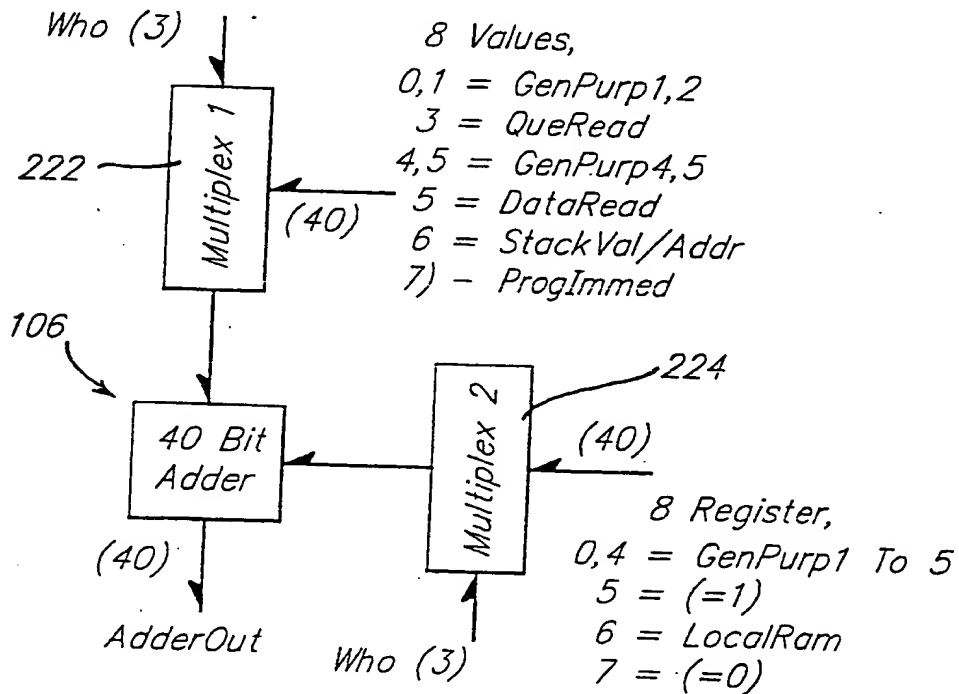 Who (3)
8 Values,
0,1 = GenPurp1,2
3 = QueRead
4,5 = GenPurp4,5
5 = DataRead
6 = StackVal/Addr
7) - ProgImmed
222
Multiplex 1
(40)
106
224
40 Bit
Adder
Multiplex 2
(40)
(40)
AdderOut
Who (3)
8 Register,
0,4 = GenPurp1 To 5
5 = (=1)
6 = LocalRam
7 = (=0)